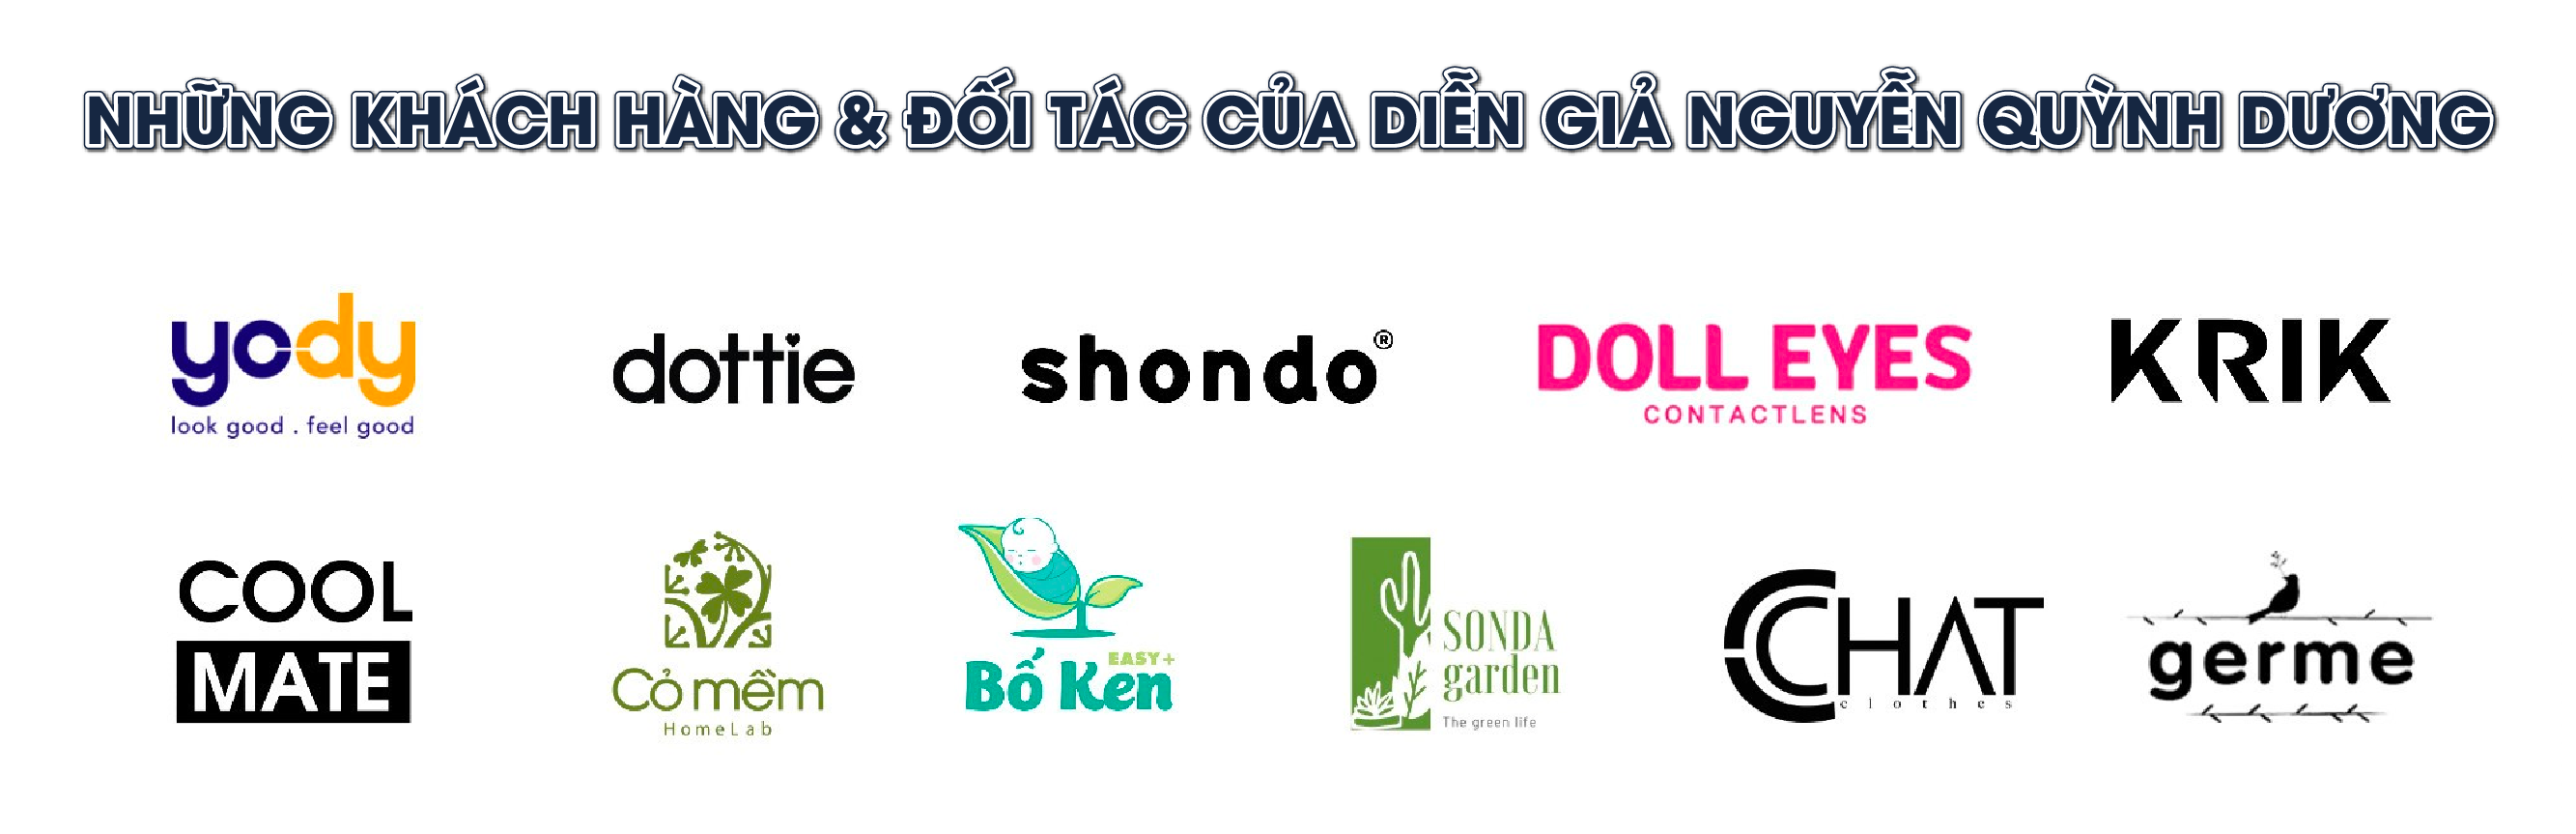 NHỮNG KHÁCH HÀNG & ĐỐI TÁC CỦA DIỄN GIẢ NGUYỄN QUỲNH DƯƠNG
yody
look good . feel good
dottie
shondo®
DOLL EYES
CONTACTLENS
KRIK
COOL
MATE
Cỏ mềm
HomeLab
EASY+
Bố Ken
SONDA
garden
The green life
CCHAT
clothes
germe